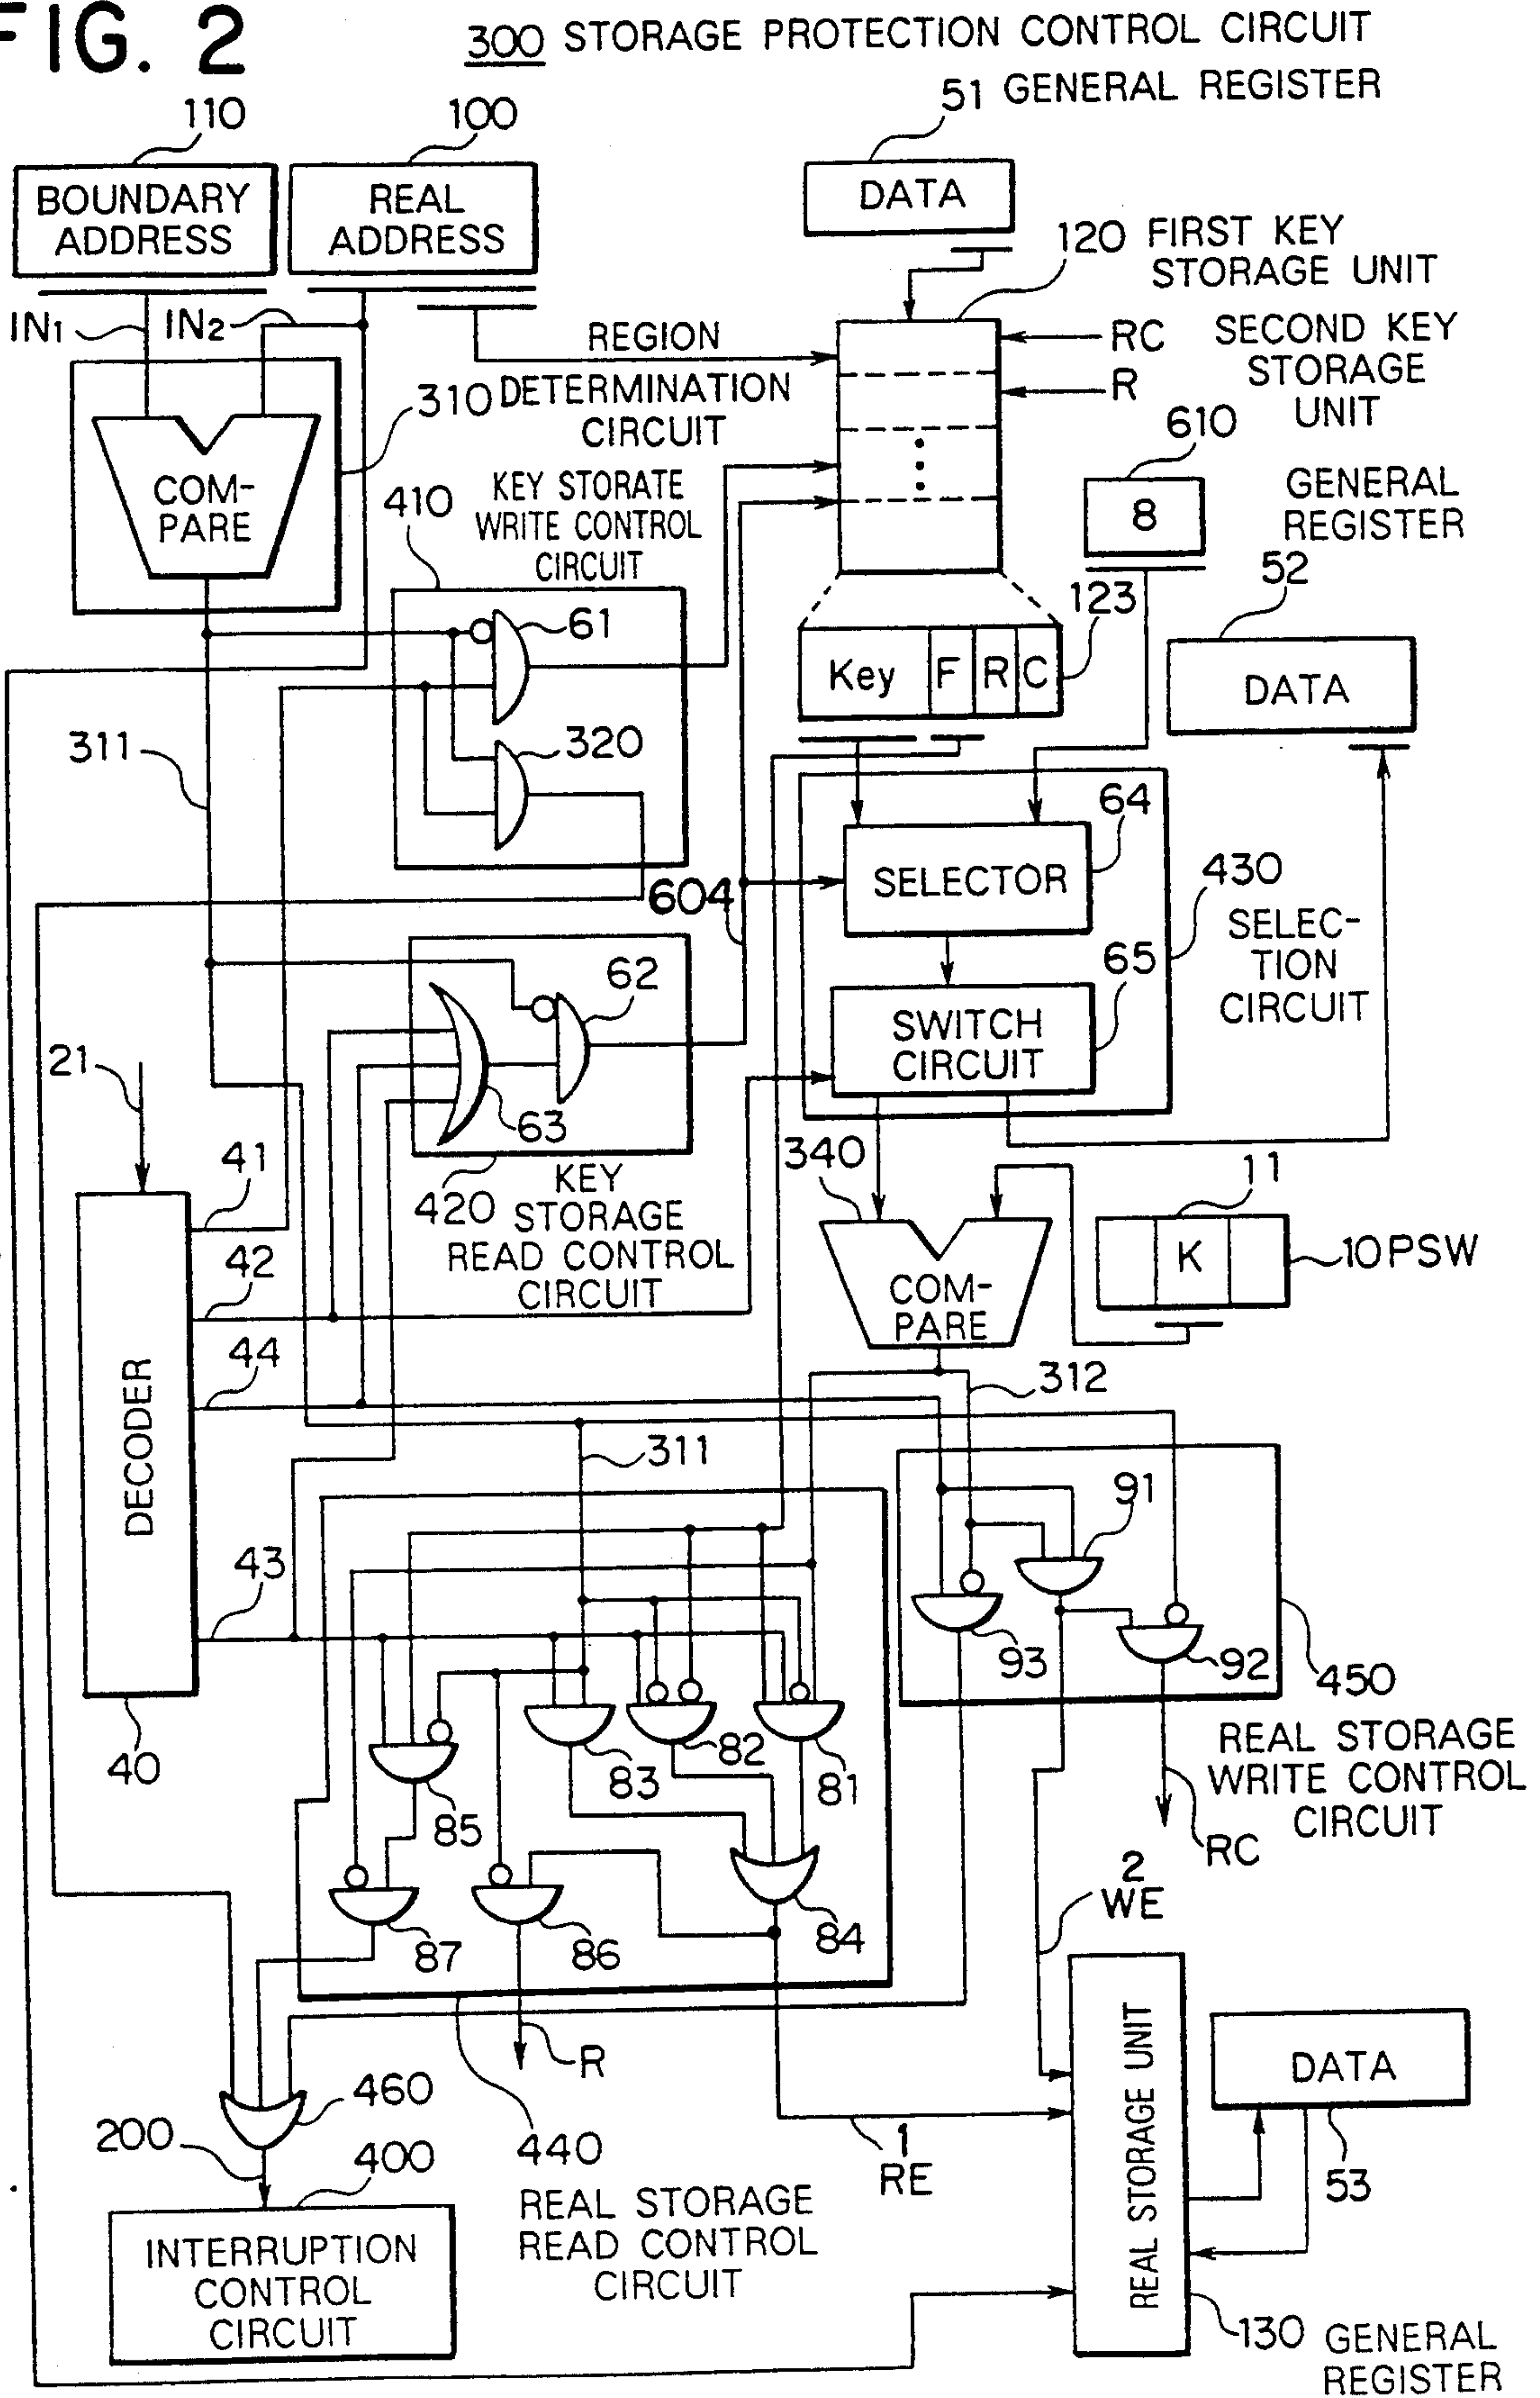 FIG. 2
300 STORAGE PROTECTION CONTROL CIRCUIT
51 GENERAL REGISTER
110
100
BOUNDARY
ADDRESS
REAL
ADDRESS
DATA
120 FIRST KEY
STORAGE UNIT
IN1
IN2
REGION
DETERMINATION
CIRCUIT
310
RC
R
SECOND KEY
STORAGE
UNIT
610
8
COM-
PARE
410
KEY STORATE
WRITE CONTROL
CIRCUIT
GENERAL
REGISTER
52
123
61
Key F R C
DATA
311
320
64
SELECTOR
604
430
SELEC-
TION
CIRCUIT
62
65
SWITCH
CIRCUIT
21
63
41
340
11
420
KEY
STORAGE
READ CONTROL
CIRCUIT
42
K
10 PSW
COM-
PARE
44
312
DECODER
311
91
43
93
92
450
40
82
83
81
85
REAL STORAGE
WRITE CONTROL
CIRCUIT
RC
2
WE
84
87
86
R
REAL STORAGE UNIT
DATA
460
200
400
440
1
RE
53
REAL STORAGE
READ CONTROL
CIRCUIT
INTERRUPTION
CONTROL
CIRCUIT
130 GENERAL
REGISTER